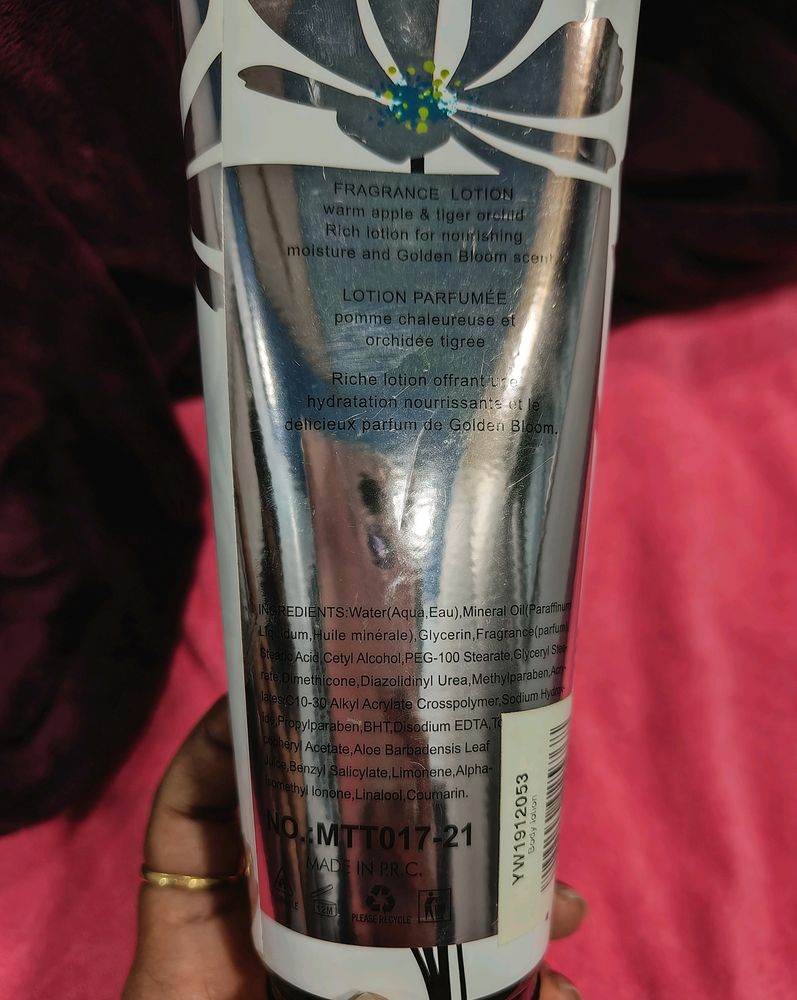 FRAGRANCE LOTION
warm apple & tiger orchid
Rich lotion for nourishing
moisture and Golden Bloom scent
LOTION PARFUMÉE
pomme chaleureuse et
orchidée tigrée
Riche lotion offrant une
hydratation nourrissante et le
délicieux parfum de Golden Bloom.
INGREDIENTS:Water(Aqua,Eau),Mineral Oil(Paraffinum
Liquidum,Huile minérale),Glycerin,Fragrance(parfum),
Stearic Acid,Cetyl Alcohol,PEG-100 Stearate,Glyceryl Stea-
rate,Dimethicone,Diazolidinyl Urea,Methylparaben,Acry-
lates/C10-30 Alkyl Acrylate Crosspolymer,Sodium Hydrox-
ide,Propylparaben,BHT,Disodium EDTA,To
copheryl Acetate,Aloe Barbadensis Leaf
Juice,Benzyl Salicylate,Limonene,Alpha-
Isomethyl Ionone,Linalool,Coumarin.
NO.:MTT017-21
MADE IN P.R.C.
12M
PLEASE RECYCLE
YW1912053
Body lotion